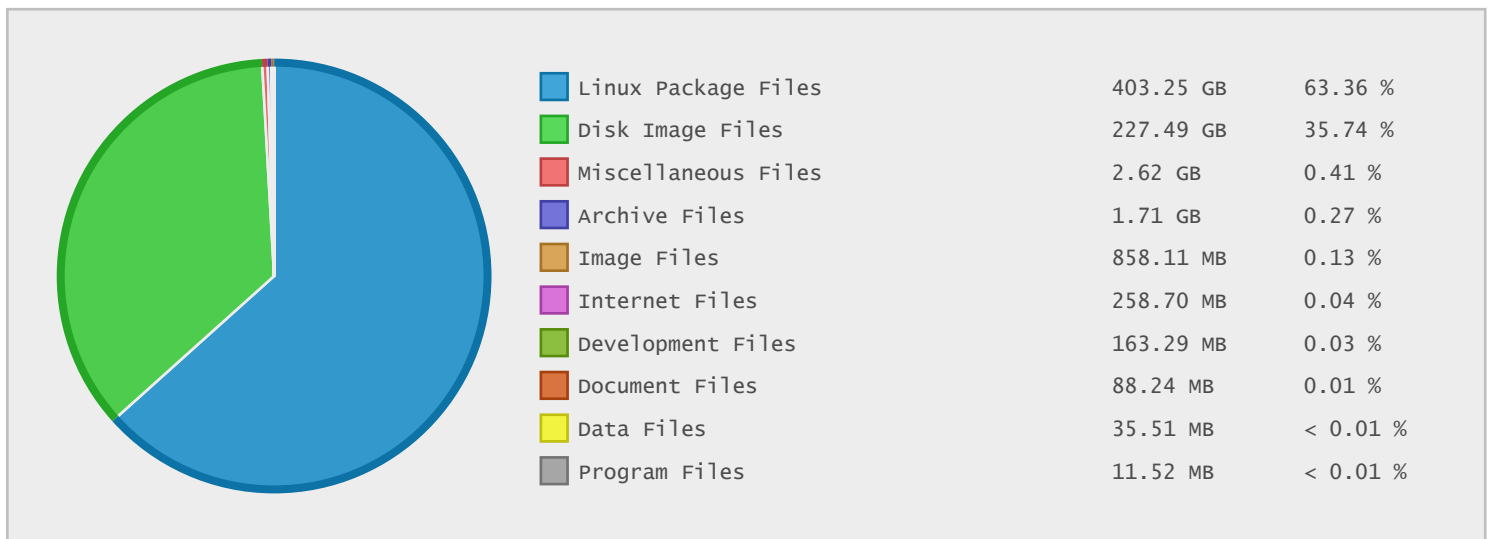 Linux Package Files 403.25 GB 63.36 %
Disk Image Files 227.49 GB 35.74 %
Miscellaneous Files 2.62 GB 0.41 %
Archive Files 1.71 GB 0.27 %
Image Files 858.11 MB 0.13 %
Internet Files 258.70 MB 0.04 %
Development Files 163.29 MB 0.03 %
Document Files 88.24 MB 0.01 %
Data Files 35.51 MB < 0.01 %
Program Files 11.52 MB < 0.01 %